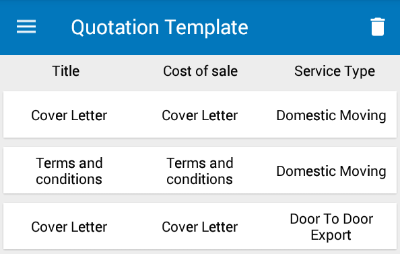 Quotation Template
Title Cost of sale Service Type
Cover Letter Cover Letter Domestic Moving
Terms and Terms and
conditions conditions Domestic Moving
Cover Letter Cover Letter Door To Door
Export